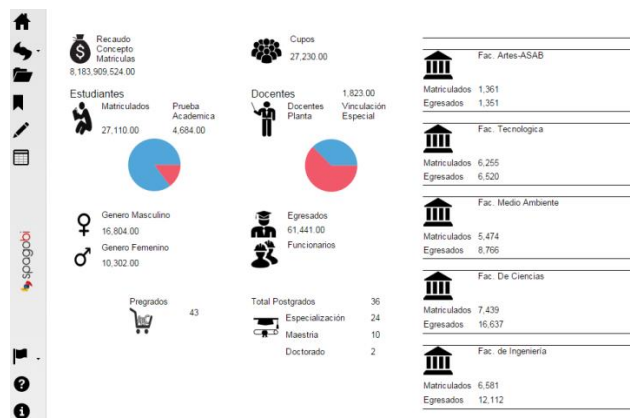 Recaudo
Concepto
Matriculas
8,183,909,524.00
Cupos
27,230.00
Estudiantes
Matriculados
Prueba
Academica
27,110.00
4,684.00
Docentes
1,823.00
Docentes
Planta
Vinculación
Especial
Genero Masculino
16,804.00
Genero Femenino
10,302.00
Egresados
61,441.00
Funcionarios
Pregrados
43
Total Postgrados 36
Especialización 24
Maestria 10
Doctorado 2
Fac. Artes-ASAB
Matriculados 1,361
Egresados 1,351
Fac. Tecnologica
Matriculados 6,255
Egresados 6,520
Fac. Medio Ambiente
Matriculados 5,474
Egresados 8,766
Fac. De Ciencias
Matriculados 7,439
Egresados 16,637
Fac. de Ingeniería
Matriculados 6,581
Egresados 12,112
spagobi